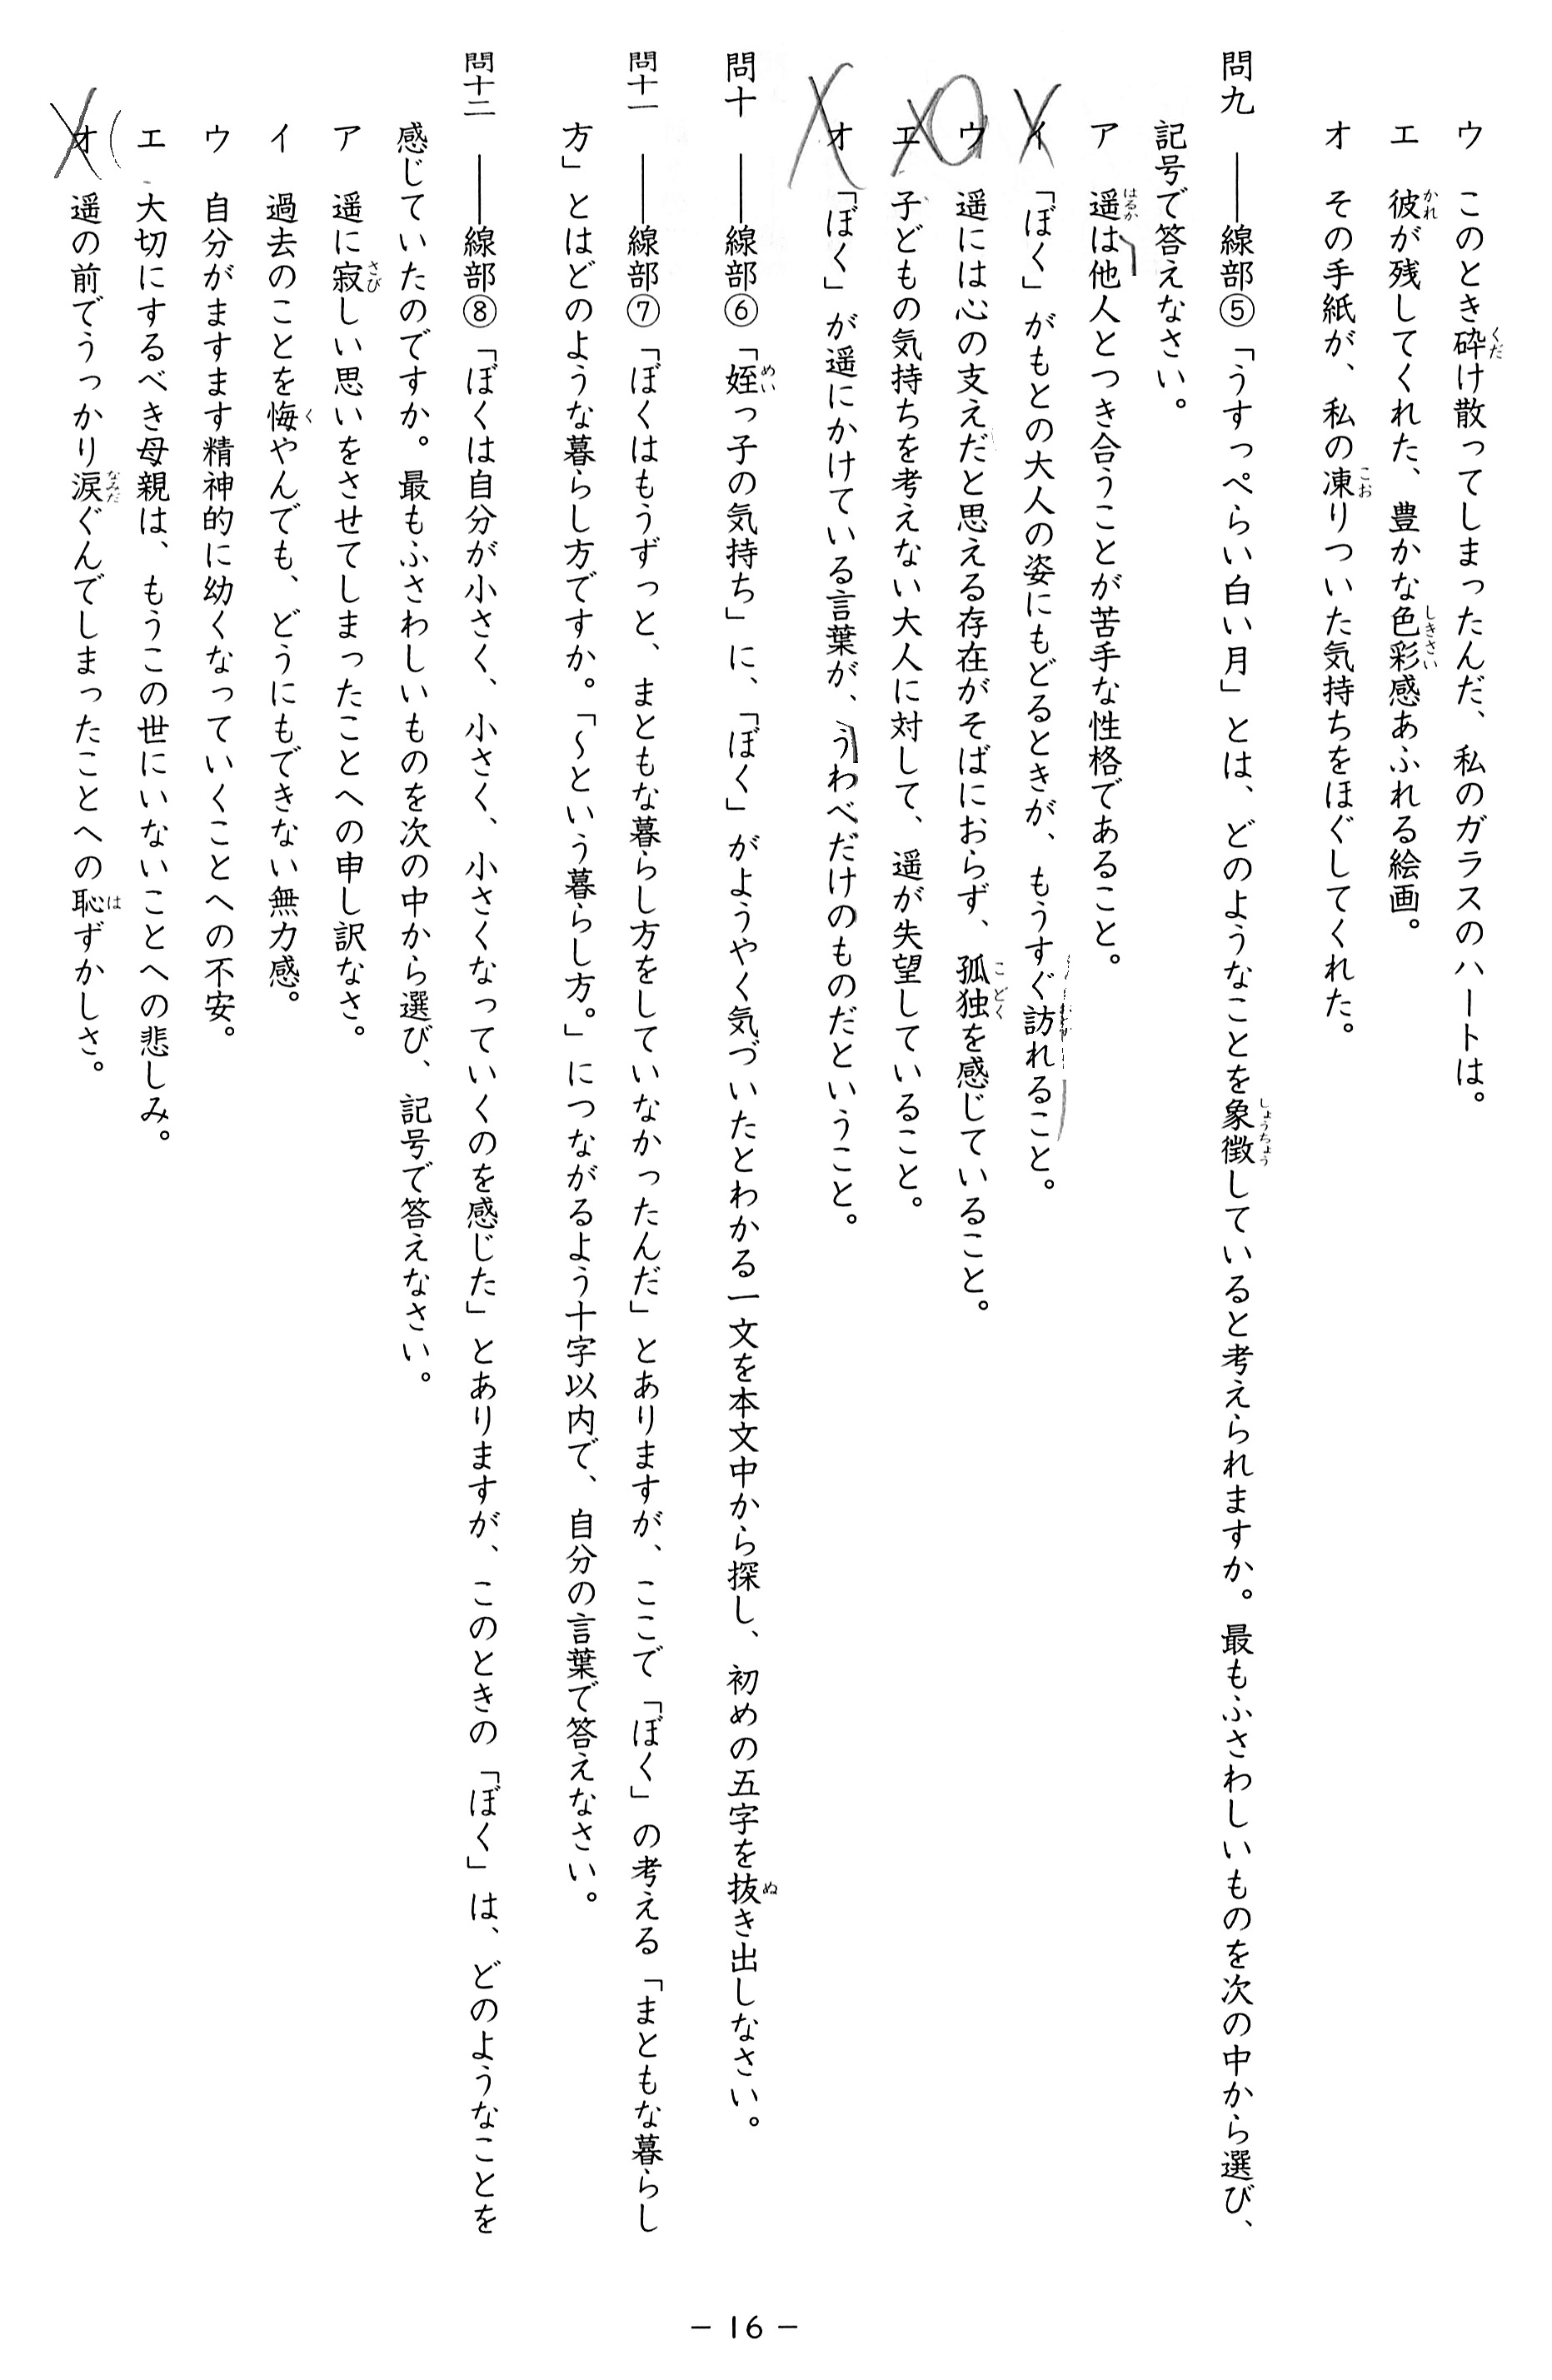 ウ　このとき砕け散ってしまったんだ、私のガラスのハートは。
エ　彼が残してくれた、豊かな色彩感あふれる絵画。
オ　その手紙が、私の凍りついた気持ちをほぐしてくれた。
問九　――線部⑤「うすっぺらい白い月」とは、どのようなことを象徴していると考えられますか。最もふさわしいものを次の中から選び、
記号で答えなさい。
ア　遥は他人とつき合うことが苦手な性格であること。
イ　「ぼく」がもとの大人の姿にもどるときが、もうすぐ訪れること。
ウ　遥には心の支えだと思える存在がそばにおらず、孤独を感じていること。
エ　子どもの気持ちを考えない大人に対して、遥が失望していること。
オ　「ぼく」が遥にかけている言葉が、うわべだけのものだということ。
問十　――線部⑥「姪っ子の気持ち」に、「ぼく」がようやく気づいたとわかる一文を本文中から探し、初めの五字を抜き出しなさい。
問十一　――線部⑦「ぼくはもうずっと、まともな暮らし方をしていなかったんだ」とありますが、ここで「ぼく」の考える「まともな暮らし
方」とはどのような暮らし方ですか。「～という暮らし方。」につながるよう十字以内で、自分の言葉で答えなさい。
問十二　――線部⑧「ぼくは自分が小さく、小さく、小さくなっていくのを感じた」とありますが、このときの「ぼく」は、どのようなことを
感じていたのですか。最もふさわしいものを次の中から選び、記号で答えなさい。
ア　遥に寂しい思いをさせてしまったことへの申し訳なさ。
イ　過去のことを悔やんでも、どうにもできない無力感。
ウ　自分がますます精神的に幼くなっていくことへの不安。
エ　大切にするべき母親は、もうこの世にいないことへの悲しみ。
オ　遥の前でうっかり涙ぐんでしまったことへの恥ずかしさ。
－16－